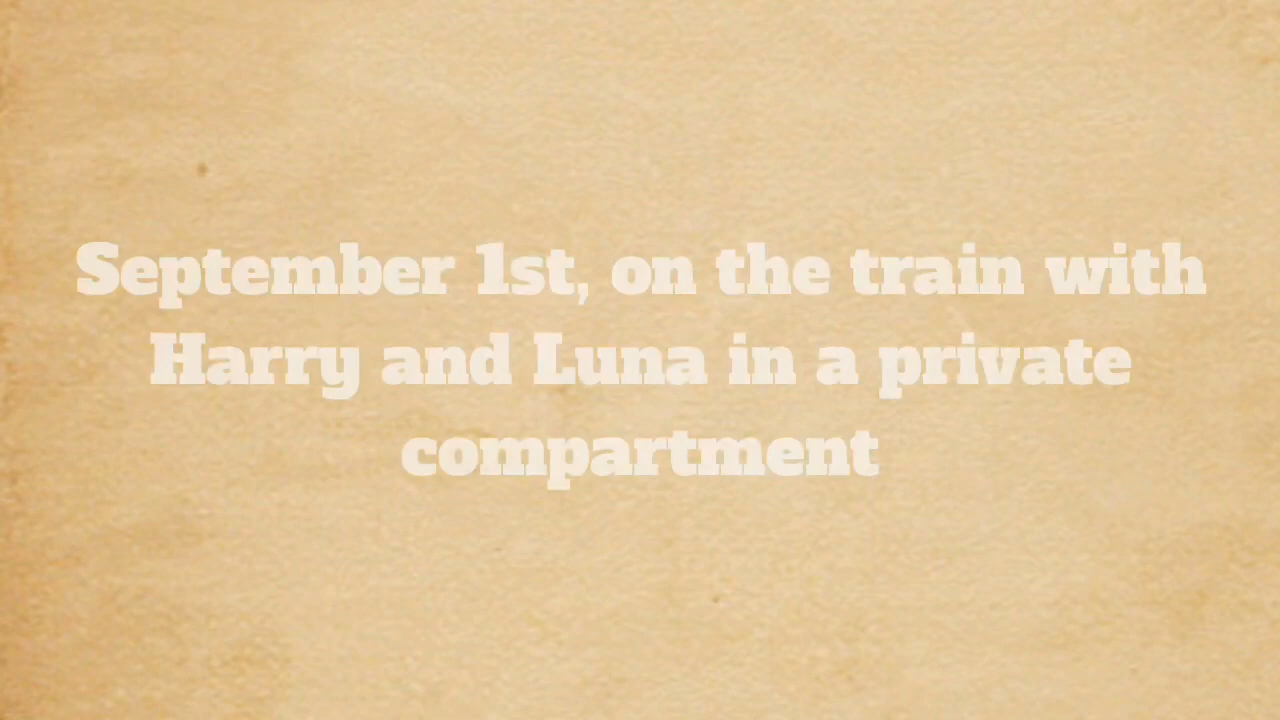 September 1st, on the train with
Harry and Luna in a private
compartment